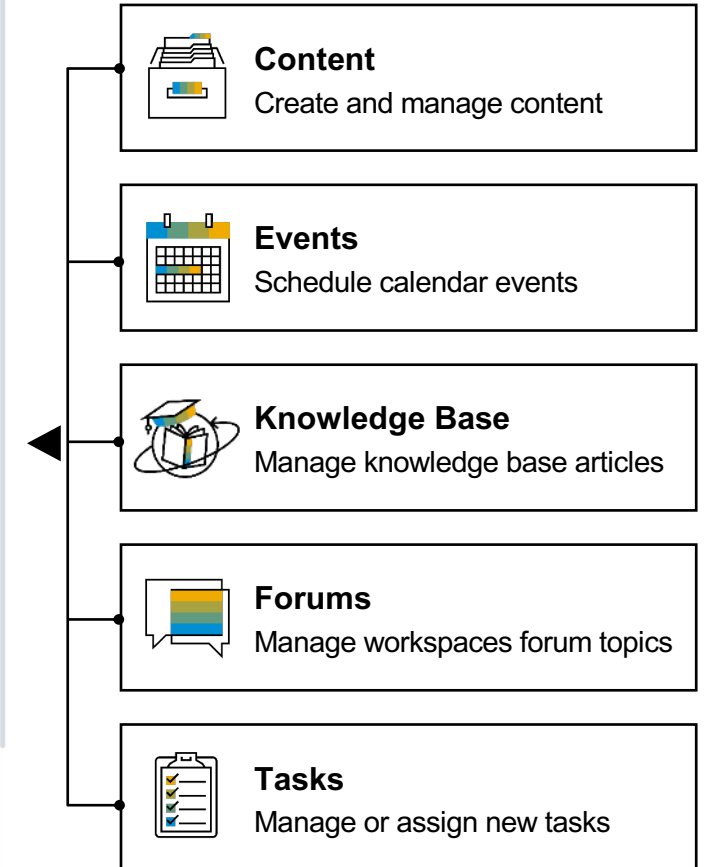 Content
Create and manage content
Events
Schedule calendar events
Knowledge Base
Manage knowledge base articles
Forums
Manage workspaces forum topics
Tasks
Manage or assign new tasks